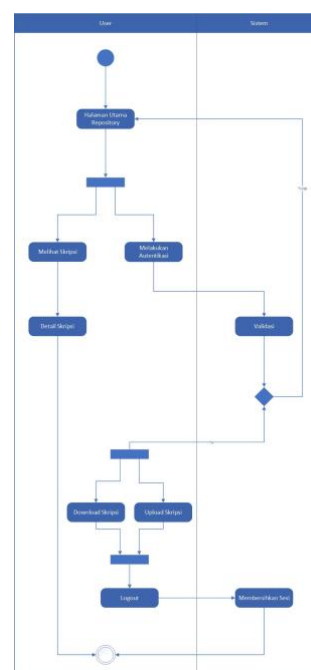 User
Sistem
Halaman Utama
Repository
Melihat Skripsi
Melakukan
Autentikasi
Detail Skripsi
Validasi
Download Skripsi
Upload Skripsi
Logout
Membersihkan Sesi